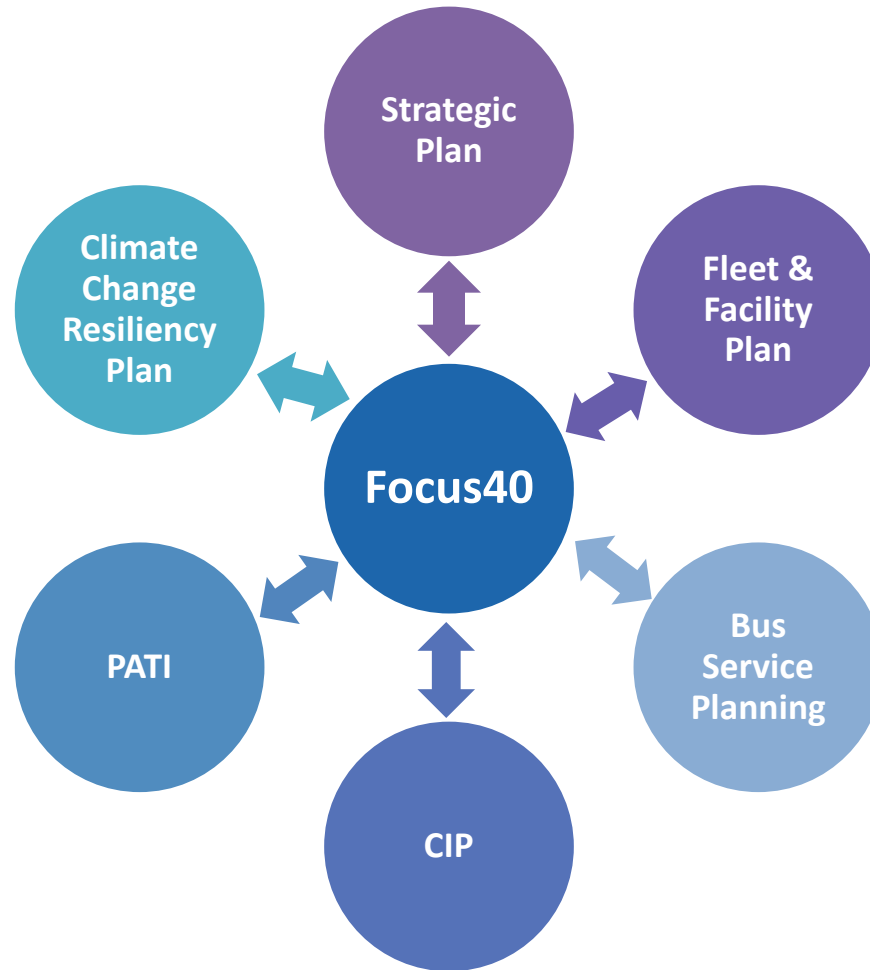 Strategic
Plan
Climate
Change
Resiliency
Plan
Fleet &
Facility
Plan
Focus40
PATI
Bus
Service
Planning
CIP